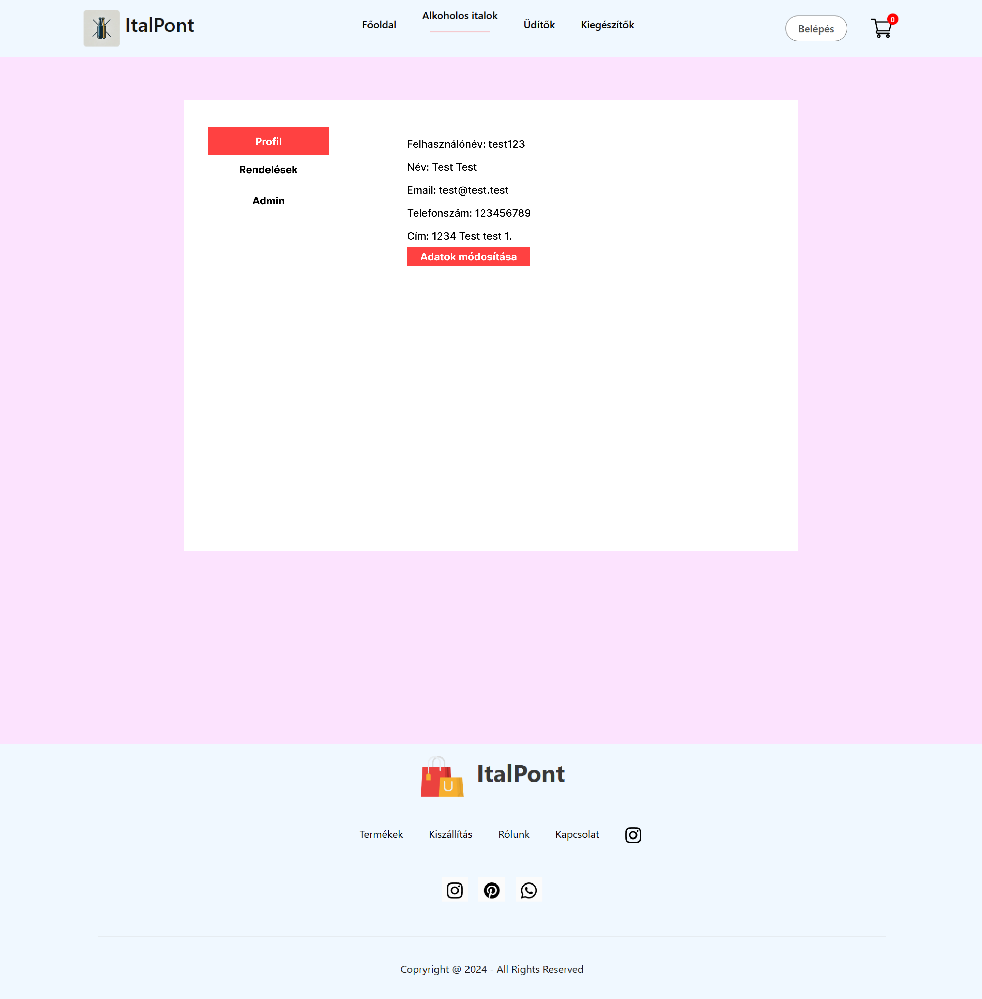 ItalPont
Főoldal
Alkoholos italok
Üdítők
Kiegészítők
Belépés
0
Profil
Rendelések
Admin
Felhasználónév: test123
Név: Test Test
Email: test@test.test
Telefonszám: 123456789
Cím: 1234 Test test 1.
Adatok módosítása
U
ItalPont
Termékek
Kiszállítás
Rólunk
Kapcsolat
Copryright @ 2024 - All Rights Reserved